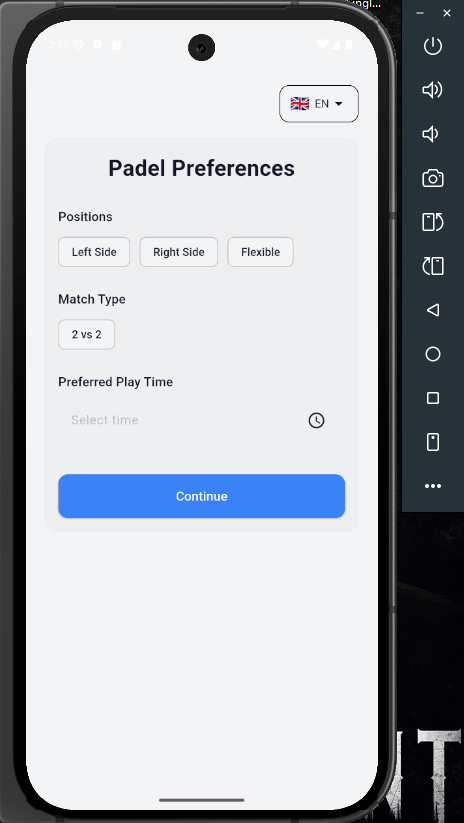 2:35
EN
Padel Preferences
Positions
Left Side Right Side Flexible
Match Type
2 vs 2
Preferred Play Time
Select time
Continue
NT